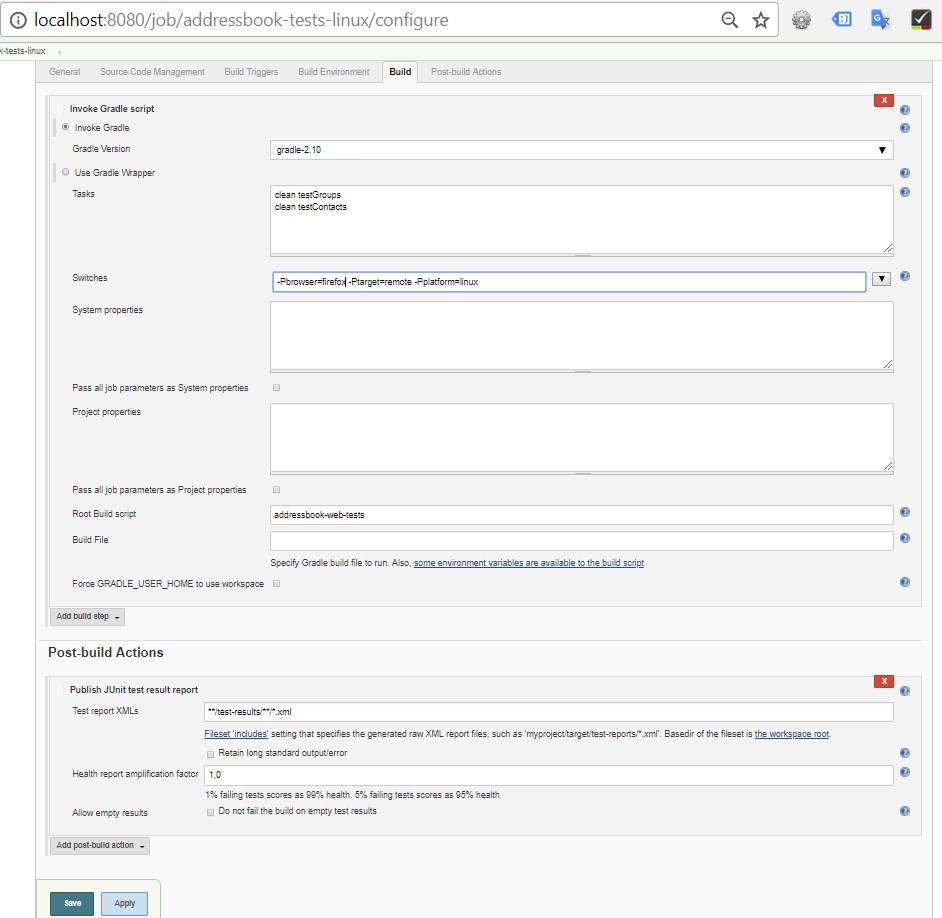 localhost:8080/job/addressbook-tests-linux/configure
k-tests-linux
General Source Code Management Build Triggers Build Environment Build Post-build Actions
Invoke Gradle script
X
Invoke Gradle
Gradle Version
gradle-2.10
Use Gradle Wrapper
Tasks
clean testGroups
clean testContacts
Switches
-Pbrowser=firefox -Ptarget=remote -Pplatform=linux
System properties
Pass all job parameters as System properties
Project properties
Pass all job parameters as Project properties
Root Build script
addressbook-web-tests
Build File
Specify Gradle build file to run. Also, some environment variables are available to the build script
Force GRADLE_USER_HOME to use workspace
Add build step
Post-build Actions
Publish JUnit test result report
X
Test report XMLs
**/test-results/**/*.xml
Fileset 'includes' setting that specifies the generated raw XML report files, such as 'myproject/target/test-reports/*.xml'. Basedir of the fileset is the workspace root.
Retain long standard output/error
Health report amplification factor
1,0
1% failing tests scores as 99% health. 5% failing tests scores as 95% health
Allow empty results
Do not fail the build on empty test results
Add post-build action
Save Apply